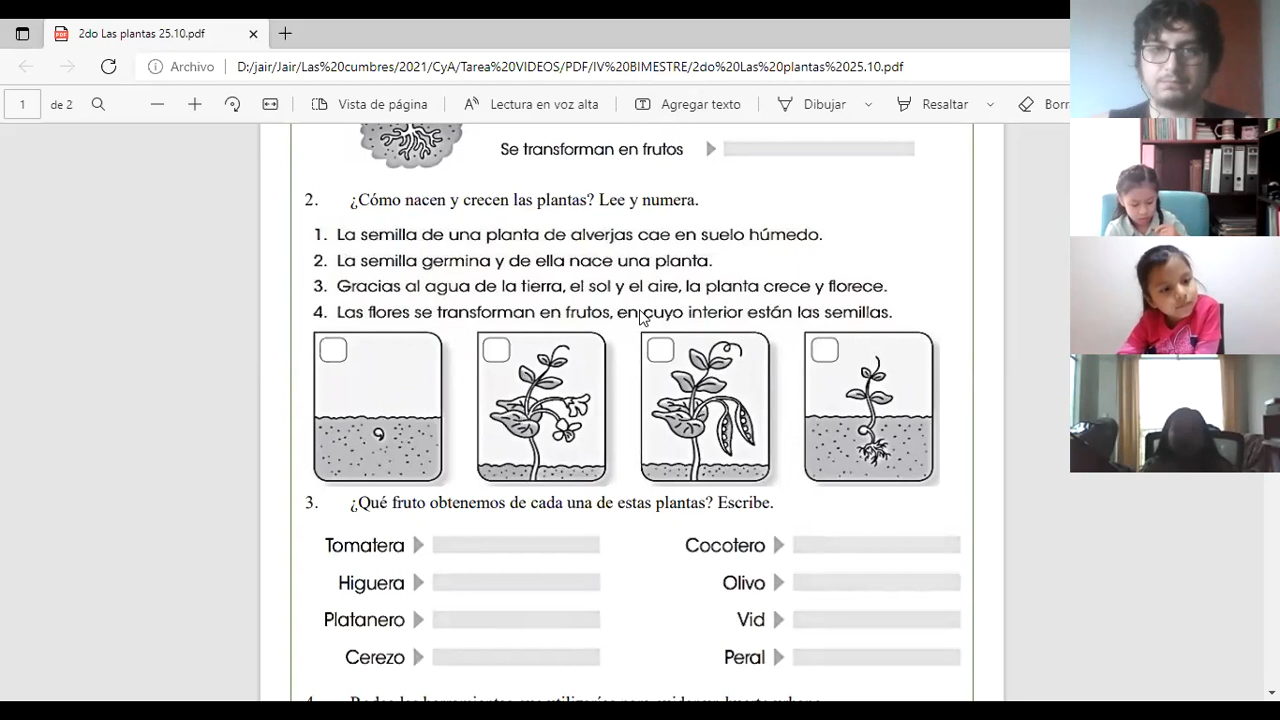 2do Las plantas 25.10.pdf
Archivo D:/jair/Jair/Las%20cumbres/2021/CyA/Tarea%20VIDEOS/PDF/IV%20BIMESTRE/2do%20Las%20plantas%2025.10.pdf
1 de 2 Vista de página Lectura en voz alta Agregar texto Dibujar Resaltar Borr
Se transforman en frutos
2. ¿Cómo nacen y crecen las plantas? Lee y numera.
1. La semilla de una planta de alverjas cae en suelo húmedo.
2. La semilla germina y de ella nace una planta.
3. Gracias al agua de la tierra, el sol y el aire, la planta crece y florece.
4. Las flores se transforman en frutos, en cuyo interior están las semillas.
3. ¿Qué fruto obtenemos de cada una de estas plantas? Escribe.
Tomatera Cocotero
Higuera Olivo
Platanero Vid
Cerezo Peral